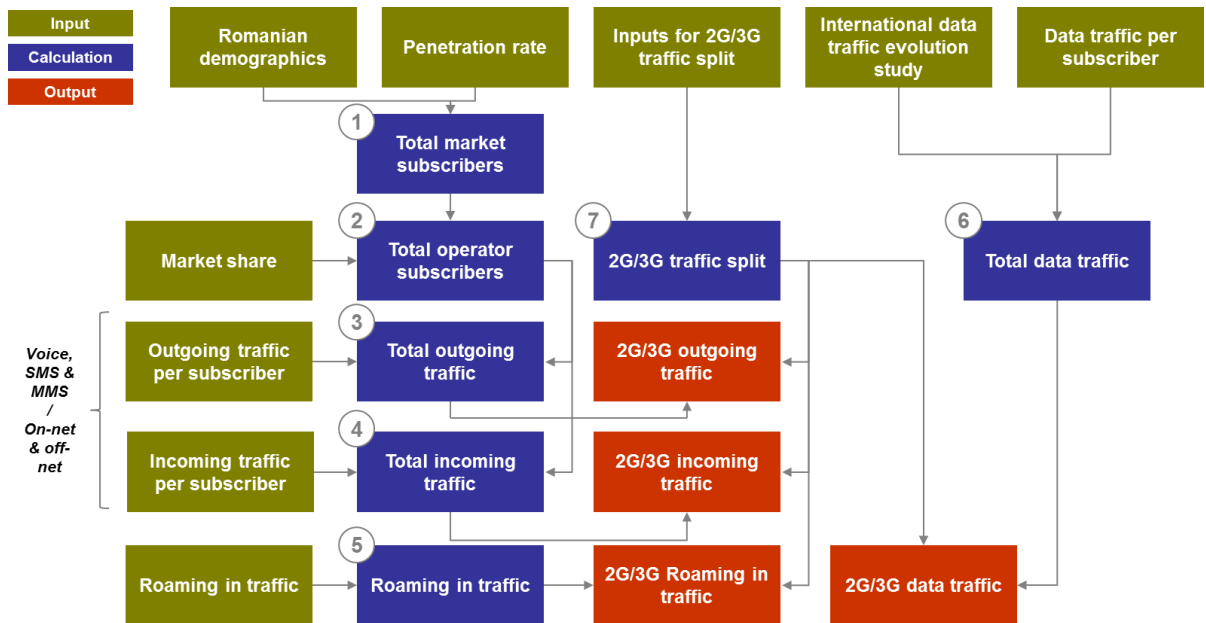 Input
Calculation
Output
Romanian
demographics
Penetration rate
Inputs for 2G/3G
traffic split
International data
traffic evolution
study
Data traffic per
subscriber
1
Total market
subscribers
Market share
2
Total operator
subscribers
7
2G/3G traffic split
6
Total data traffic
Voice,
SMS &
MMS
/
On-net
& off-
net
Outgoing traffic
per subscriber
3
Total outgoing
traffic
2G/3G outgoing
traffic
Incoming traffic
per subscriber
4
Total incoming
traffic
2G/3G incoming
traffic
Roaming in traffic
5
Roaming in traffic
2G/3G Roaming in
traffic
2G/3G data traffic